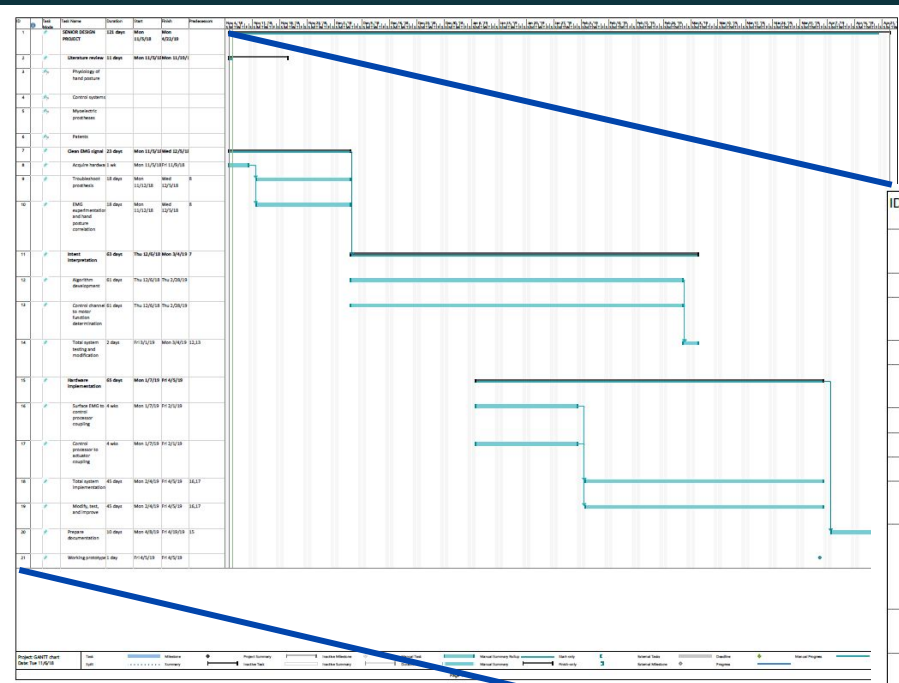 ID Task Mode Task Name Duration Start Finish Predecessors
1 SENIOR DESIGN PROJECT 121 days Mon 11/5/18 Mon 4/22/19
2 Literature review 11 days Mon 11/5/18 Mon 11/19/1
3 Physiology of hand posture
4 Control systems
5 Myoelectric prostheses
6 Patents
7 Clean EMG signal 23 days Mon 11/5/18 Wed 12/5/18
8 Acquire hardwa 1 wk Mon 11/5/18 Fri 11/9/18
9 Troubleshoot prosthesis 18 days Mon 11/12/18 Wed 12/5/18 8
10 EMG experimentation and hand posture correlation 18 days Mon 11/12/18 Wed 12/5/18 8
11 Intent interpretation 63 days Thu 12/6/18 Mon 3/4/19 7
12 Algorithm development 61 days Thu 12/6/18 Thu 2/28/19
13 Control channel to motor function determination 61 days Thu 12/6/18 Thu 2/28/19
14 Total system testing and modification 2 days Fri 3/1/19 Mon 3/4/19 12,13
15 Hardware implementation 65 days Mon 1/7/19 Fri 4/5/19
16 Surface EMG to control processor coupling 4 wks Mon 1/7/19 Fri 2/1/19
17 Control processor to actuator coupling 4 wks Mon 1/7/19 Fri 2/1/19
18 Total system implementation 45 days Mon 2/4/19 Fri 4/5/19 16,17
19 Modify, test, and improve 45 days Mon 2/4/19 Fri 4/5/19 16,17
20 Prepare documentation 10 days Mon 4/8/19 Fri 4/19/19 15
21 Working prototype 1 day Fri 4/5/19 Fri 4/5/19
ID
Project: GANTT chart
Date: Tue 11/6/18
Task Milestone Project Summary Inactive Milestone Manual Task Manual Summary Rollup Start-only External Tasks Deadline Manual Progress
Split Summary Inactive Task Inactive Summary Manual Summary Finish-only External Milestone Progress